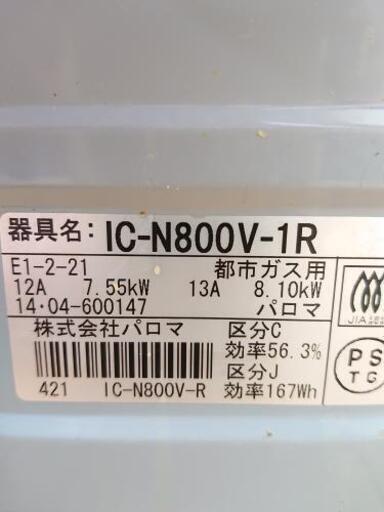 器具名: IC-N800V-1R
E1-2-21 都市ガス用
12A 7.55kW 13A 8.10kW
14・04-600147 パロマ
株式会社パロマ 区分C
効率56.3%
区分J
421 IC-N800V-R 効率167Wh
JIA
PS
TG